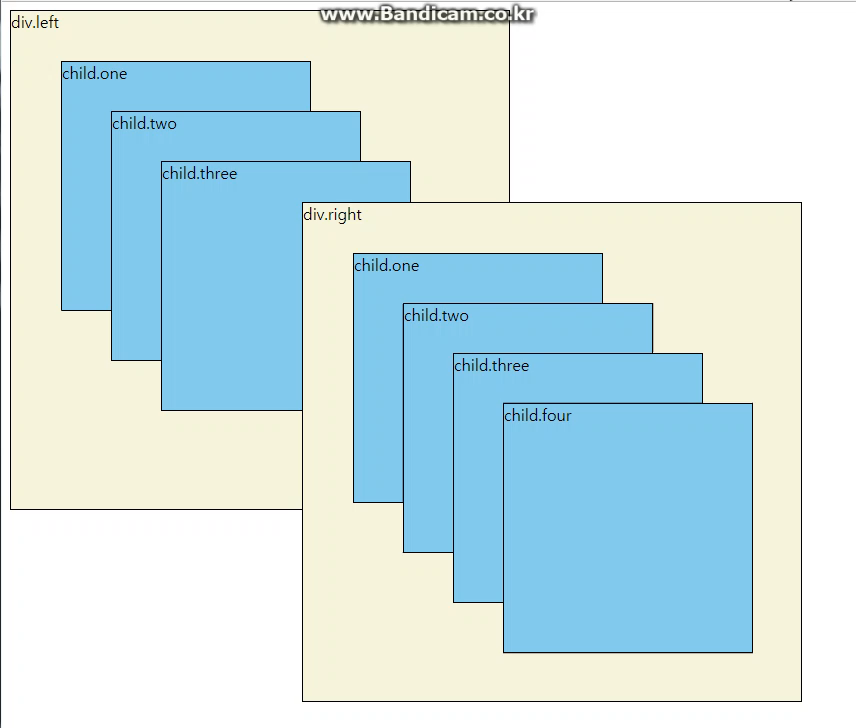 www.Bandicam.co.kr
div.left
child.one
child.two
child.three
div.right
child.one
child.two
child.three
child.four